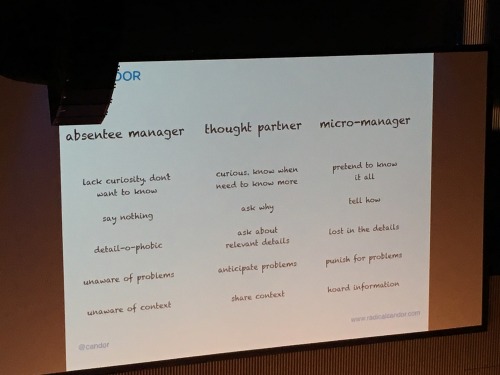 DOR
absentee manager thought partner micro-manager
lack curiosity, dont
want to know
curious, know when
need to know more
pretend to know
it all
say nothing
ask why
tell how
detail-o-phobic
ask about
relevant details
lost in the details
unaware of problems
anticipate problems
punish for problems
unaware of context
share context
hoard information
@candor
www.radicalcandor.com